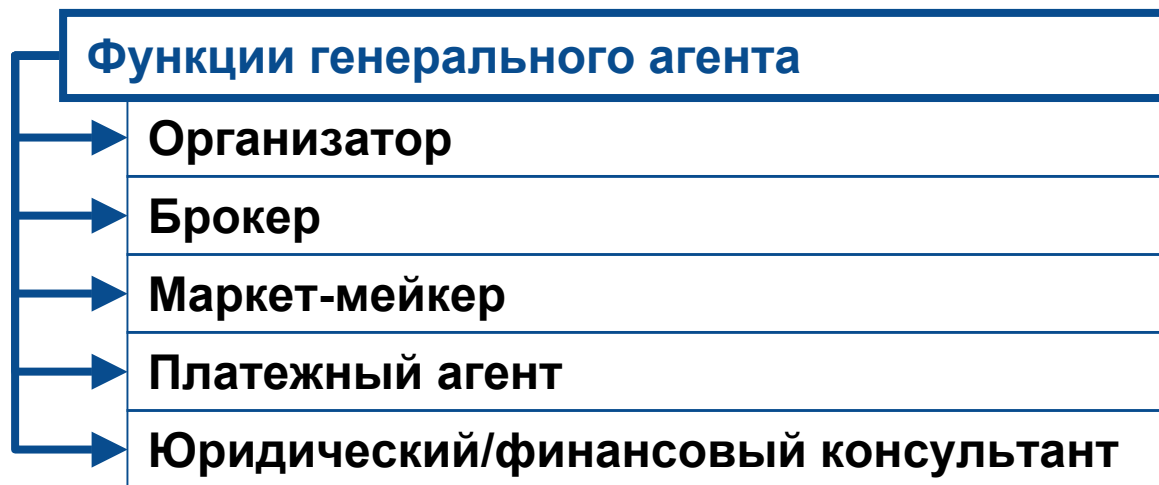 Функции генерального агента
Организатор
Брокер
Маркет-мейкер
Платежный агент
Юридический/финансовый консультант